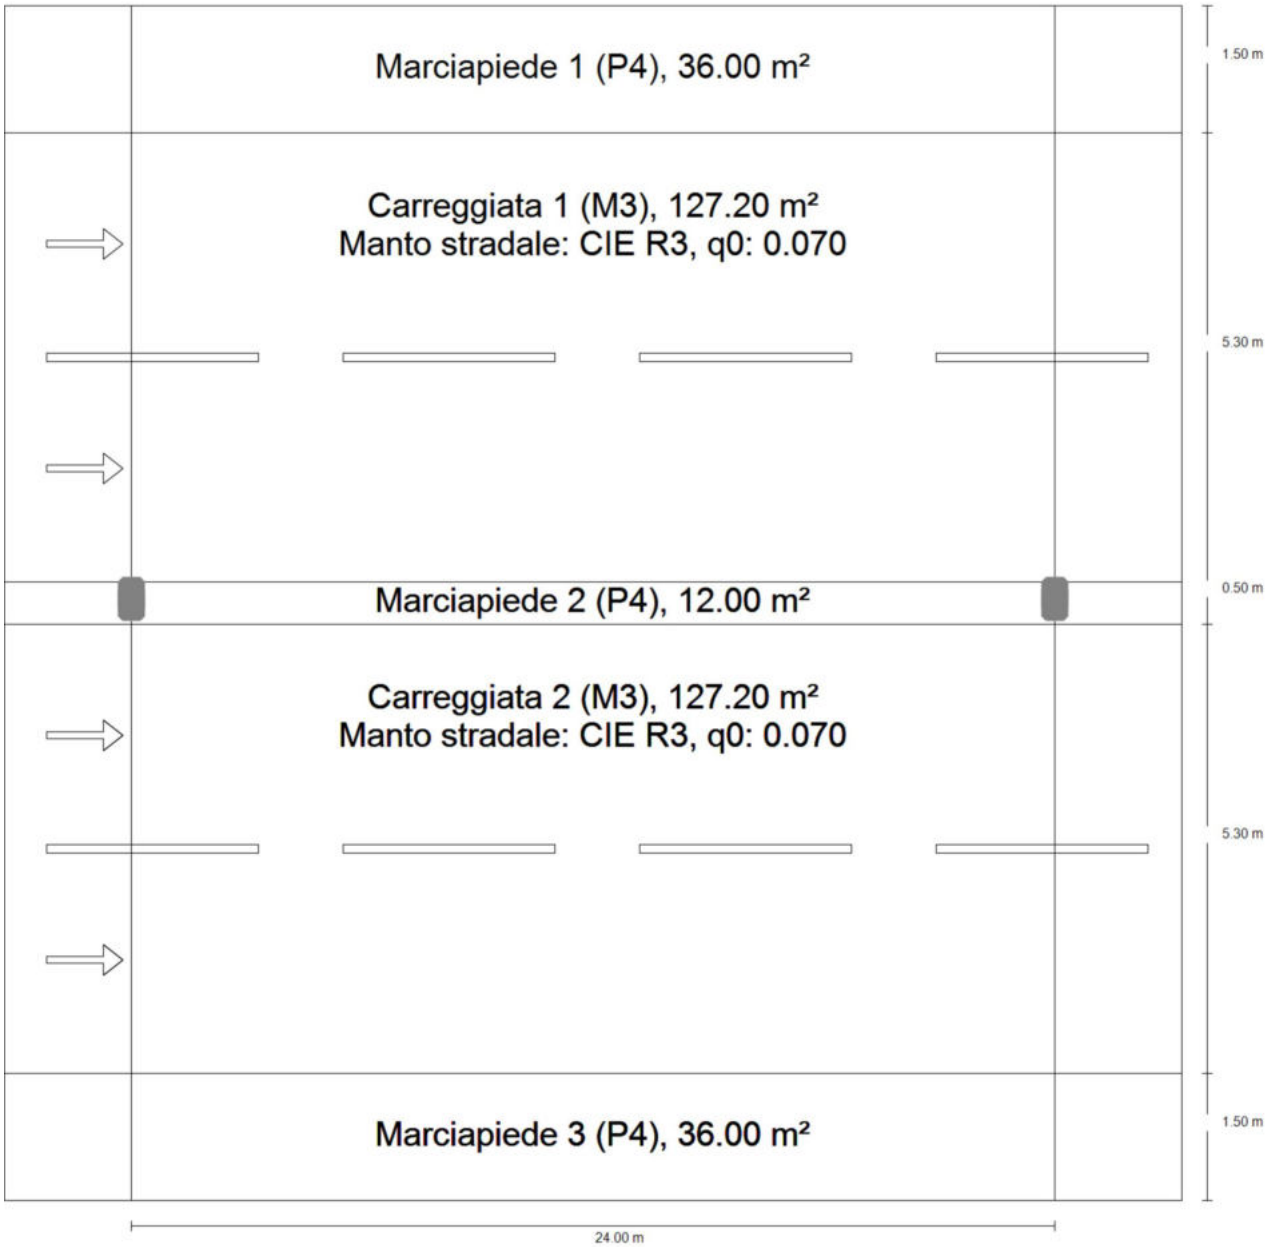 Marciapiede 1 (P4), 36.00 m²
1.50 m
Carreggiata 1 (M3), 127.20 m²
Manto stradale: CIE R3, q0: 0.070
5.30 m
Marciapiede 2 (P4), 12.00 m²
0.50 m
Carreggiata 2 (M3), 127.20 m²
Manto stradale: CIE R3, q0: 0.070
5.30 m
Marciapiede 3 (P4), 36.00 m²
1.50 m
24.00 m